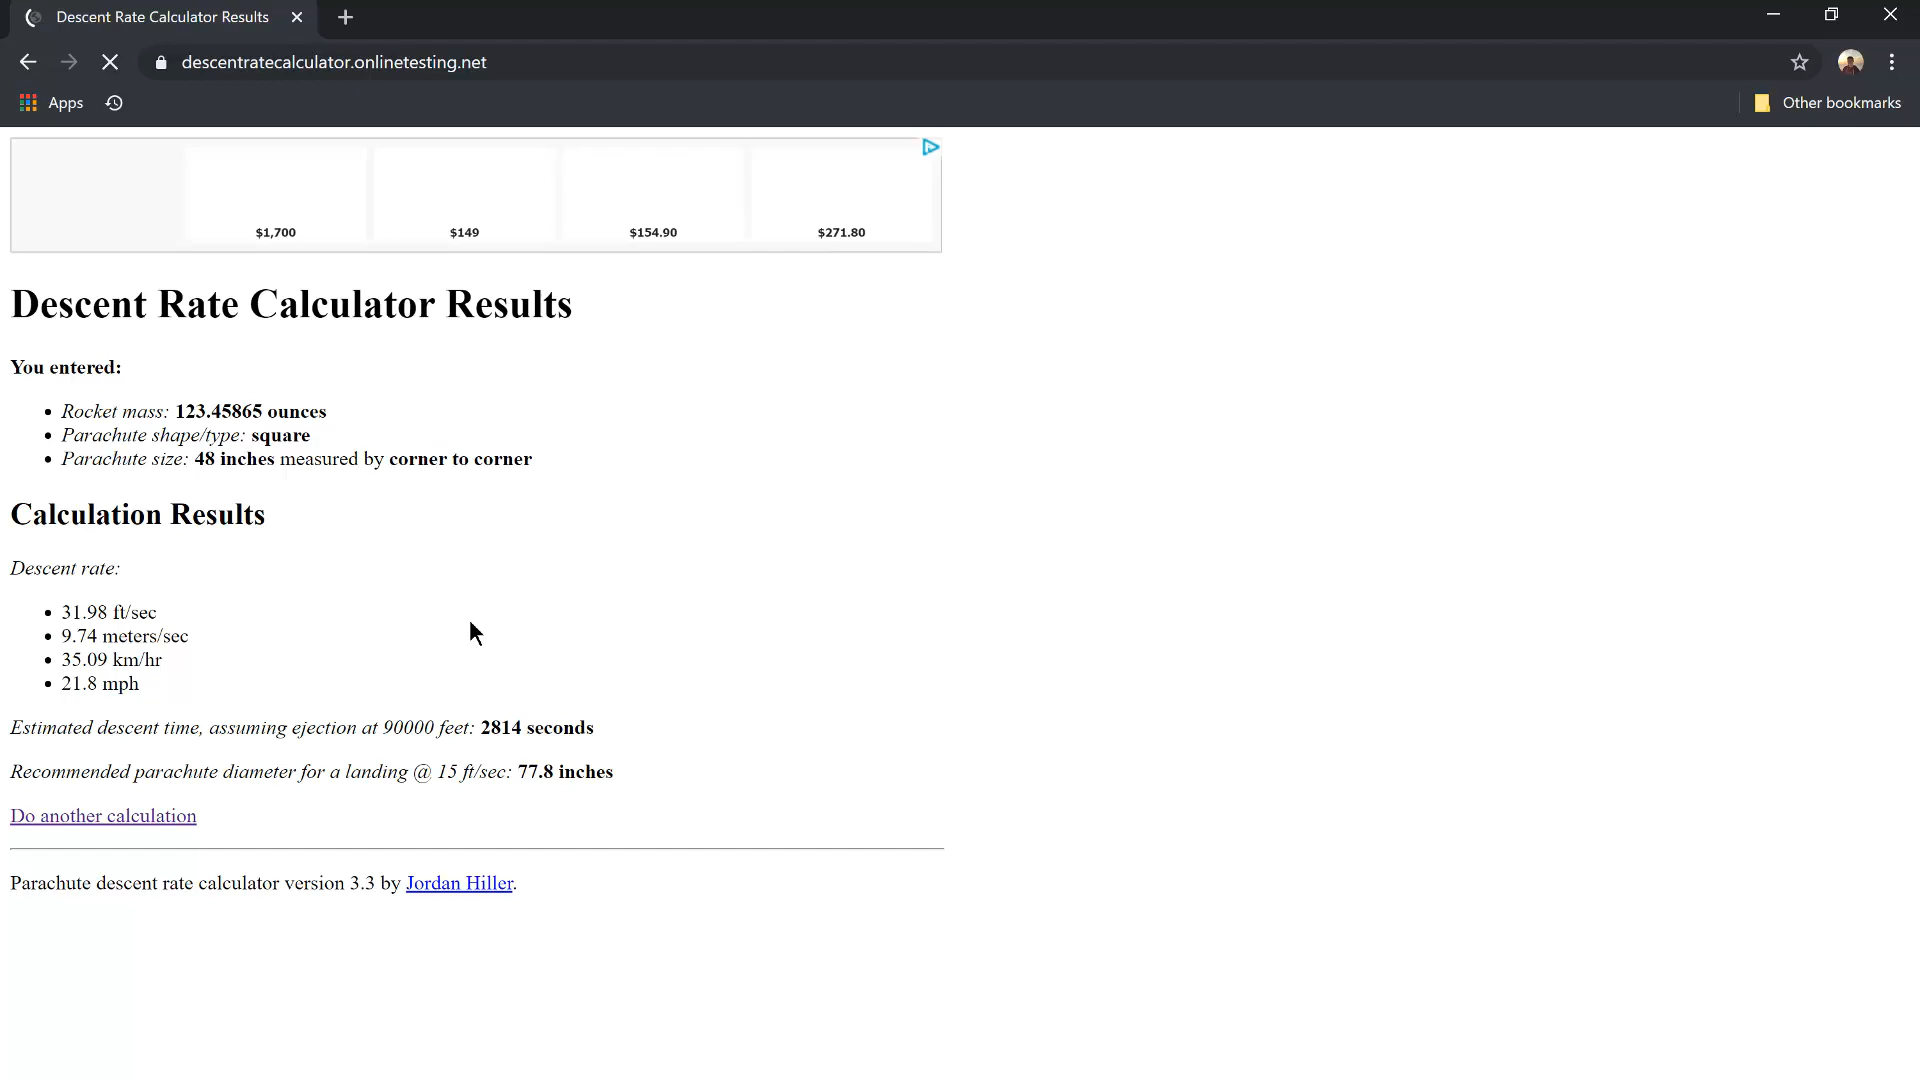 Descent Rate Calculator Results
descentratecalculator.onlinetesting.net
Apps
Other bookmarks
$1,700 $149 $154.90 $271.80
Descent Rate Calculator Results
You entered:
Rocket mass: 123.45865 ounces
Parachute shape/type: square
Parachute size: 48 inches measured by corner to corner
Calculation Results
Descent rate:
31.98 ft/sec
9.74 meters/sec
35.09 km/hr
21.8 mph
Estimated descent time, assuming ejection at 90000 feet: 2814 seconds
Recommended parachute diameter for a landing @ 15 ft/sec: 77.8 inches
Do another calculation
Parachute descent rate calculator version 3.3 by Jordan Hiller.